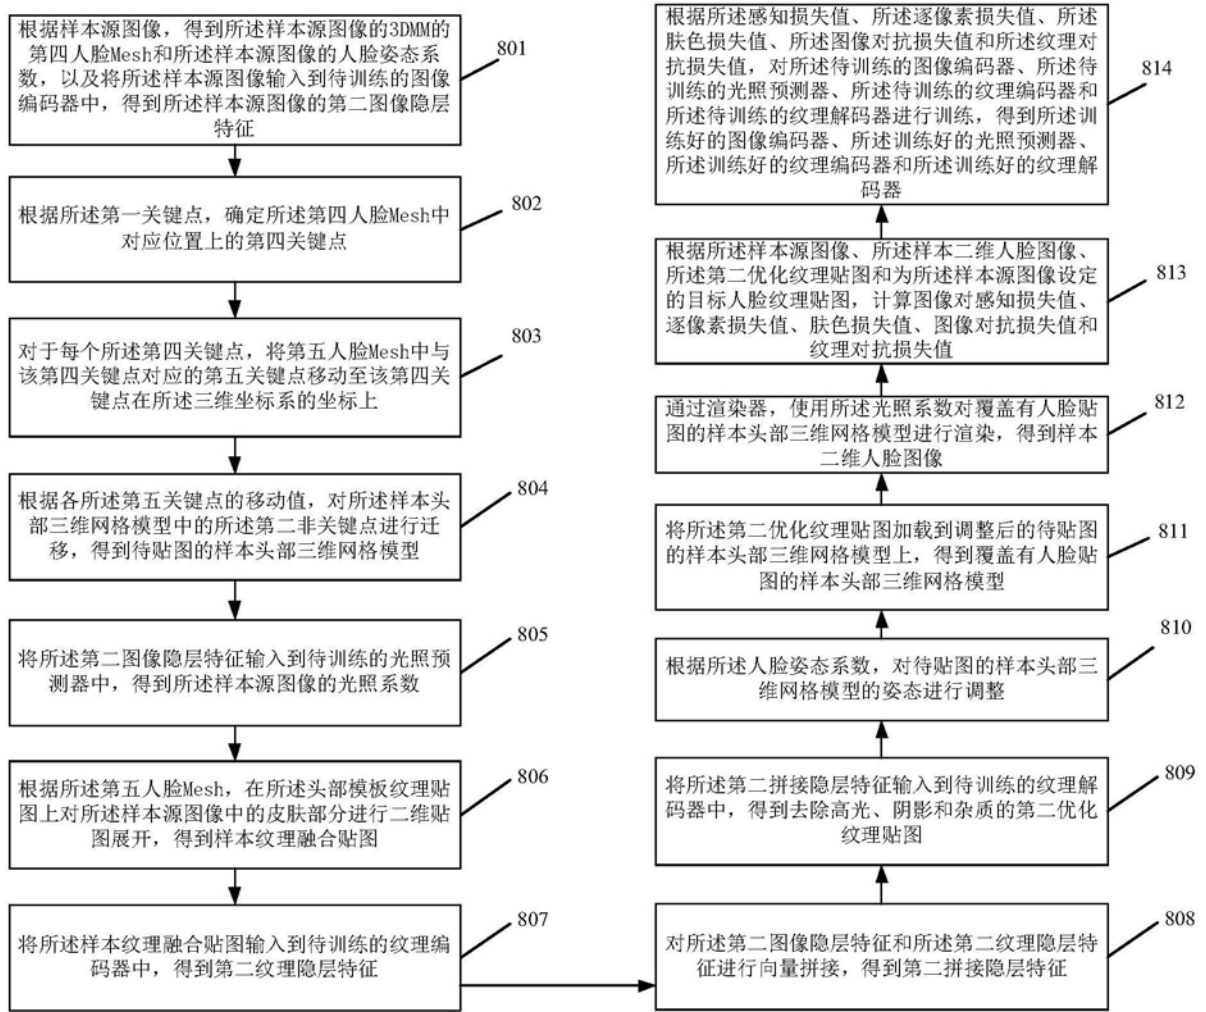 根据样本源图像，得到所述样本源图像的3DMM的
第四人脸Mesh和所述样本源图像的人脸姿态系
数，以及将所述样本源图像输入到待训练的图像
编码器中，得到所述样本源图像的第二图像隐层
特征
801
根据所述第一关键点，确定所述第四人脸Mesh中
对应位置上的第四关键点
802
对于每个所述第四关键点，将第五人脸Mesh中与
该第四关键点对应的第五关键点移动至该第四关
键点在所述三维坐标系的坐标上
803
根据各所述第五关键点的移动值，对所述样本头
部三维网格模型中的所述第二非关键点进行迁
移，得到待贴图的样本头部三维网格模型
804
将所述第二图像隐层特征输入到待训练的光照预
测器中，得到所述样本源图像的光照系数
805
根据所述第五人脸Mesh，在所述头部模板纹理贴
图上对所述样本源图像中的皮肤部分进行二维贴
图展开，得到样本纹理融合贴图
806
将所述样本纹理融合贴图输入到待训练的纹理编
码器中，得到第二纹理隐层特征
807
对所述第二图像隐层特征和所述第二纹理隐层特
征进行向量拼接，得到第二拼接隐层特征
808
将所述第二拼接隐层特征输入到待训练的纹理解
码器中，得到去除高光、阴影和杂质的第二优化
纹理贴图
809
根据所述人脸姿态系数，对待贴图的样本头部三
维网格模型的姿态进行调整
810
将所述第二优化纹理贴图加载到调整后的待贴图
的样本头部三维网格模型上，得到覆盖有人脸贴
图的样本头部三维网格模型
811
通过渲染器，使用所述光照系数对覆盖有人脸贴
图的样本头部三维网格模型进行渲染，得到样本
二维人脸图像
812
根据所述样本源图像、所述样本二维人脸图像、
所述第二优化纹理贴图和为所述样本源图像设定
的目标人脸纹理贴图，计算图像对感知损失值、
逐像素损失值、肤色损失值、图像对抗损失值和
纹理对抗损失值
813
根据所述感知损失值、所述逐像素损失值、所述
肤色损失值、所述图像对抗损失值和所述纹理对
抗损失值，对所述待训练的图像编码器、所述待
训练的光照预测器、所述待训练的纹理编码器和
所述待训练的纹理解码器进行训练，得到所述训
练好的图像编码器、所述训练好的光照预测器、
所述训练好的纹理编码器和所述训练好的纹理解
码器
814